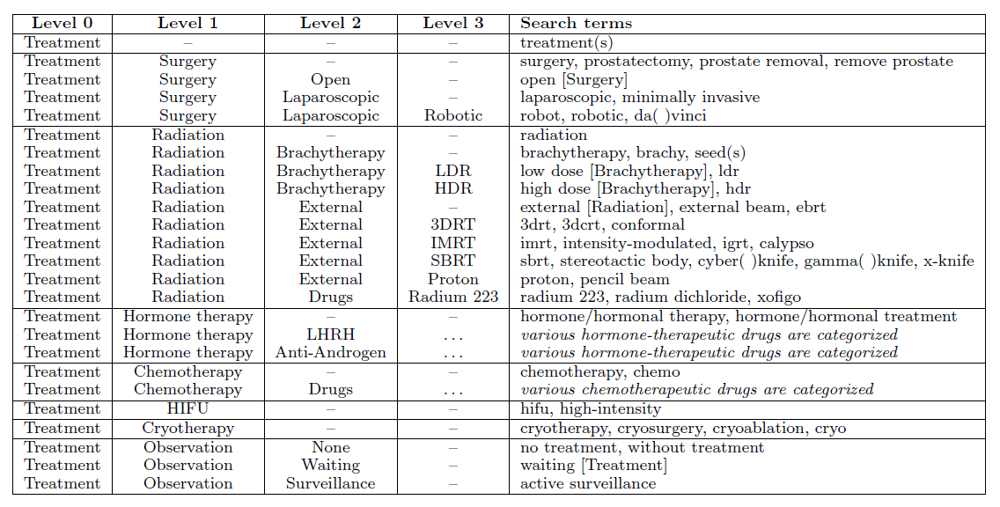 Level 0 Level 1 Level 2 Level 3 Search terms
Treatment – – – treatment(s)
Treatment Surgery – – surgery, prostatectomy, prostate removal, remove prostate
Treatment Surgery Open – open [Surgery]
Treatment Surgery Laparoscopic – laparoscopic, minimally invasive
Treatment Surgery Laparoscopic Robotic robot, robotic, da( )vinci
Treatment Radiation – – radiation
Treatment Radiation Brachytherapy – brachytherapy, brachy, seed(s)
Treatment Radiation Brachytherapy LDR low dose [Brachytherapy], ldr
Treatment Radiation Brachytherapy HDR high dose [Brachytherapy], hdr
Treatment Radiation External – external [Radiation], external beam, ebrt
Treatment Radiation External 3DRT 3drt, 3dcrt, conformal
Treatment Radiation External IMRT imrt, intensity-modulated, igrt, calypso
Treatment Radiation External SBRT sbrt, stereotactic body, cyber( )knife, gamma( )knife, x-knife
Treatment Radiation External Proton proton, pencil beam
Treatment Radiation Drugs Radium 223 radium 223, radium dichloride, xofigo
Treatment Hormone therapy – – hormone/hormonal therapy, hormone/hormonal treatment
Treatment Hormone therapy LHRH ... various hormone-therapeutic drugs are categorized
Treatment Hormone therapy Anti-Androgen ... various hormone-therapeutic drugs are categorized
Treatment Chemotherapy – – chemotherapy, chemo
Treatment Chemotherapy Drugs ... various chemotherapeutic drugs are categorized
Treatment HIFU – – hifu, high-intensity
Treatment Cryotherapy – – cryotherapy, cryosurgery, cryoablation, cryo
Treatment Observation None – no treatment, without treatment
Treatment Observation Waiting – waiting [Treatment]
Treatment Observation Surveillance – active surveillance